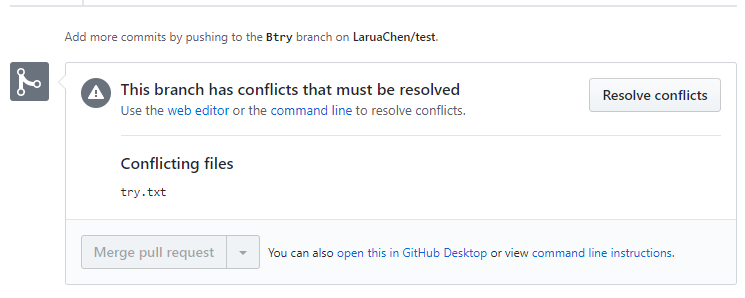 Add more commits by pushing to the Btry branch on LaruaChen/test.
This branch has conflicts that must be resolved
Use the web editor or the command line to resolve conflicts.
Resolve conflicts
Conflicting files
try.txt
Merge pull request
You can also open this in GitHub Desktop or view command line instructions.